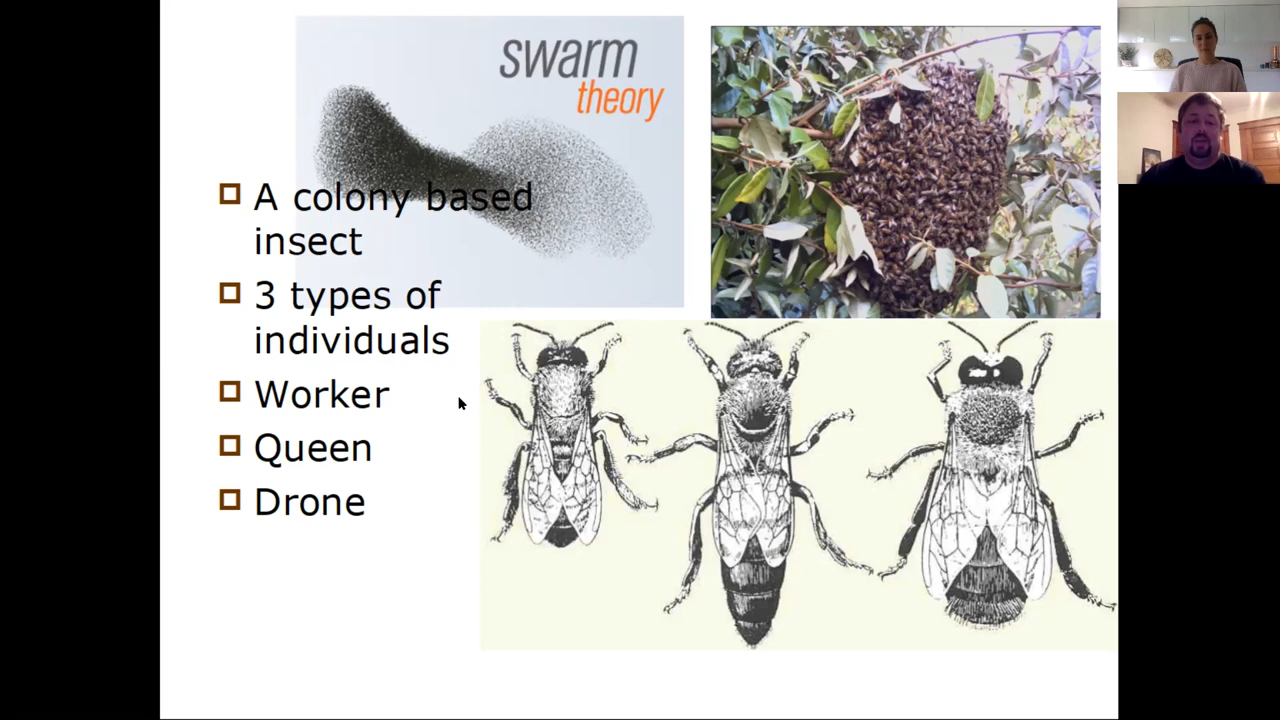 swarm
theory
A colony based
insect
3 types of
individuals
Worker
Queen
Drone